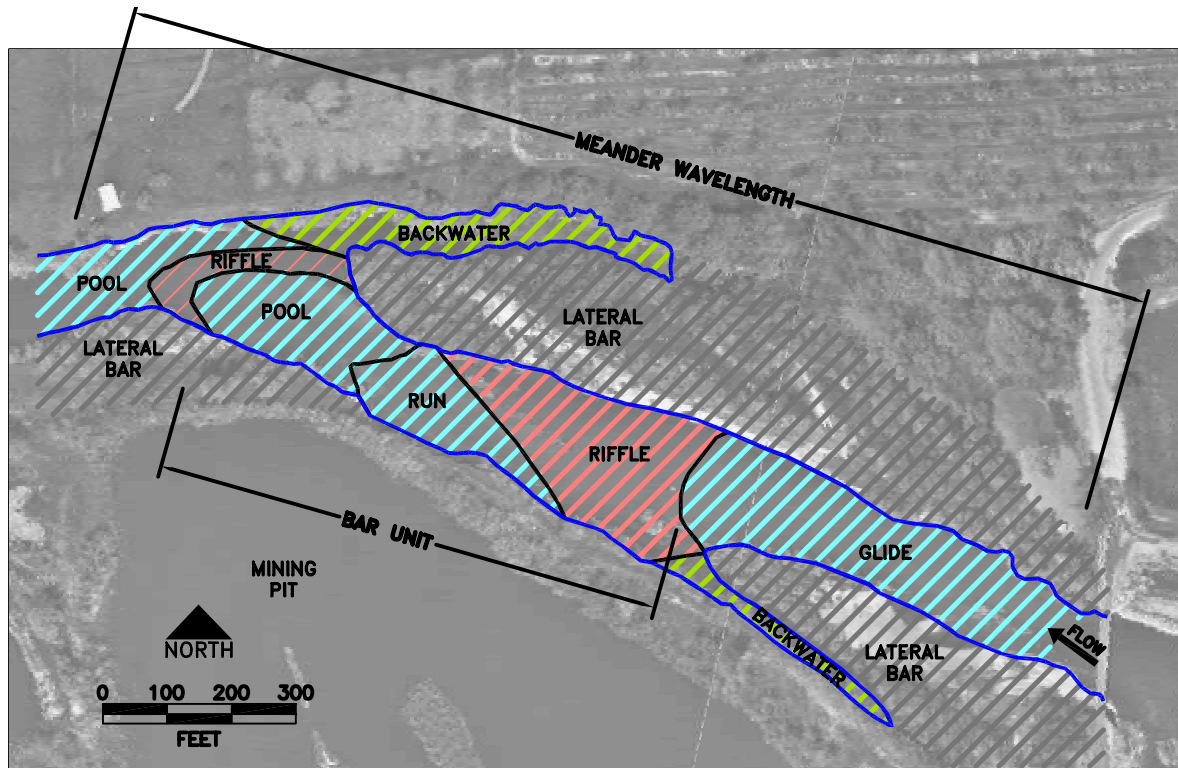 MEANDER WAVELENGTH
BACKWATER
RIFFLE
POOL
POOL
LATERAL
BAR
LATERAL
BAR
RUN
RIFFLE
BAR UNIT
GLIDE
MINING
PIT
BACKWATER
FLOW
LATERAL
BAR
NORTH
0 100 200 300
FEET